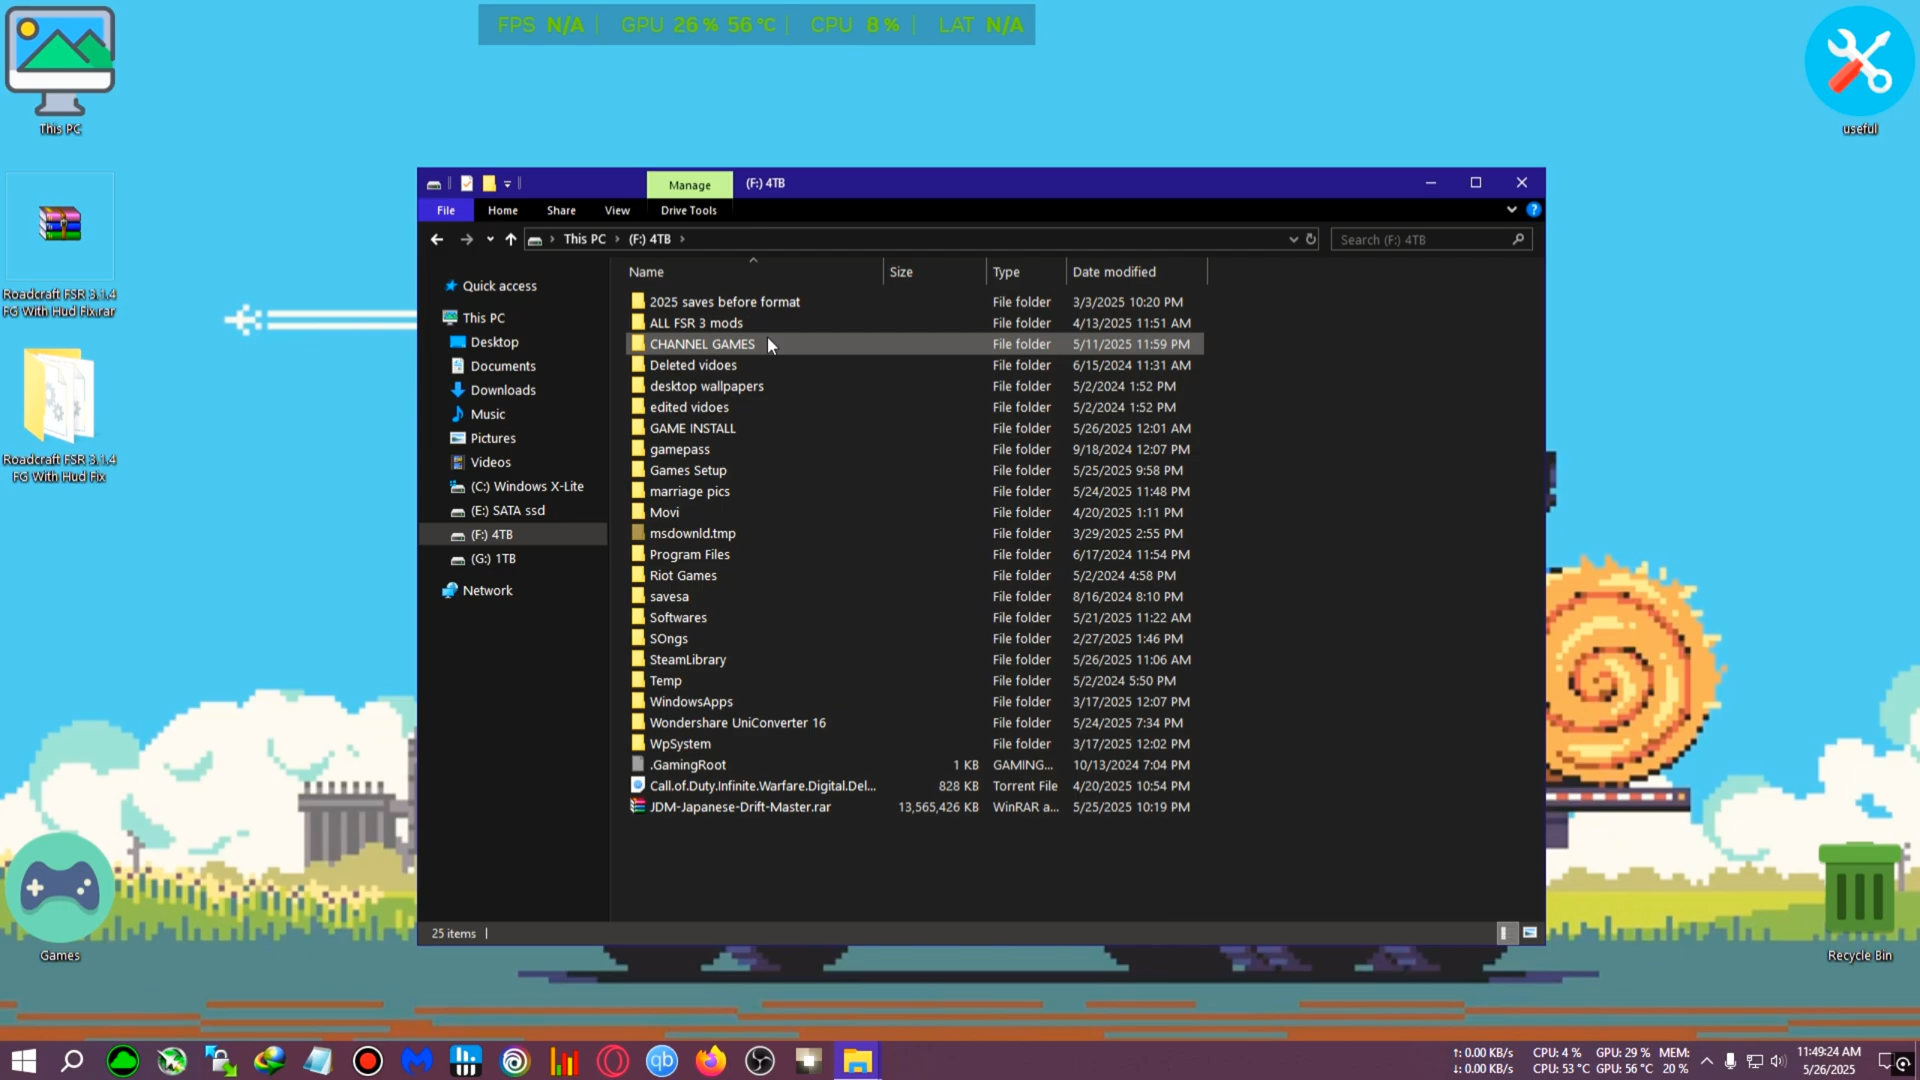 FPS N/A | GPU 26 % 56 °C | CPU 8 % | LAT N/A
This PC
usefull
Roadcraft FSR 3.1.4
FG With Hud Fix.rar
Roadcraft FSR 3.1.4
FG With Hud Fix
Games
Recycle Bin
Manage
(F:) 4TB
File
Home
Share
View
Drive Tools
This PC
(F:) 4TB
Search (F:) 4TB
Quick access
This PC
Desktop
Documents
Downloads
Music
Pictures
Videos
(C:) Windows X-Lite
(E:) SATA ssd
(F:) 4TB
(G:) 1TB
Network
Name Size Type Date modified
2025 saves before format File folder 3/3/2025 10:20 PM
ALL FSR 3 mods File folder 4/13/2025 11:51 AM
CHANNEL GAMES File folder 5/11/2025 11:59 PM
Deleted vidoes File folder 6/15/2024 11:31 AM
desktop wallpapers File folder 5/2/2024 1:52 PM
edited vidoes File folder 5/2/2024 1:52 PM
GAME INSTALL File folder 5/26/2025 12:01 AM
gamepass File folder 9/18/2024 12:07 PM
Games Setup File folder 5/25/2025 9:58 PM
marriage pics File folder 5/24/2025 11:48 PM
Movi File folder 4/20/2025 1:11 PM
msdownld.tmp File folder 3/29/2025 2:55 PM
Program Files File folder 6/17/2024 11:54 PM
Riot Games File folder 5/2/2024 4:58 PM
savesa File folder 8/16/2024 8:10 PM
Softwares File folder 5/21/2025 11:22 AM
SOngs File folder 2/27/2025 1:46 PM
SteamLibrary File folder 5/26/2025 11:06 AM
Temp File folder 5/2/2024 5:50 PM
WindowsApps File folder 3/17/2025 12:07 PM
Wondershare UniConverter 16 File folder 5/24/2025 7:34 PM
WpSystem File folder 3/17/2025 12:02 PM
.GamingRoot 1 KB GAMING... 10/13/2024 7:04 PM
Call.of.Duty.Infinite.Warfare.Digital.Del... 828 KB Torrent File 4/20/2025 10:54 PM
JDM-Japanese-Drift-Master.rar 13,565,426 KB WinRAR a... 5/25/2025 10:19 PM
25 items
qb
↑: 0.00 KB/s
↓: 0.00 KB/s
CPU: 4 % GPU: 29 % MEM:
CPU: 53 °C GPU: 56 °C 20 %
11:49:24 AM
5/26/2025